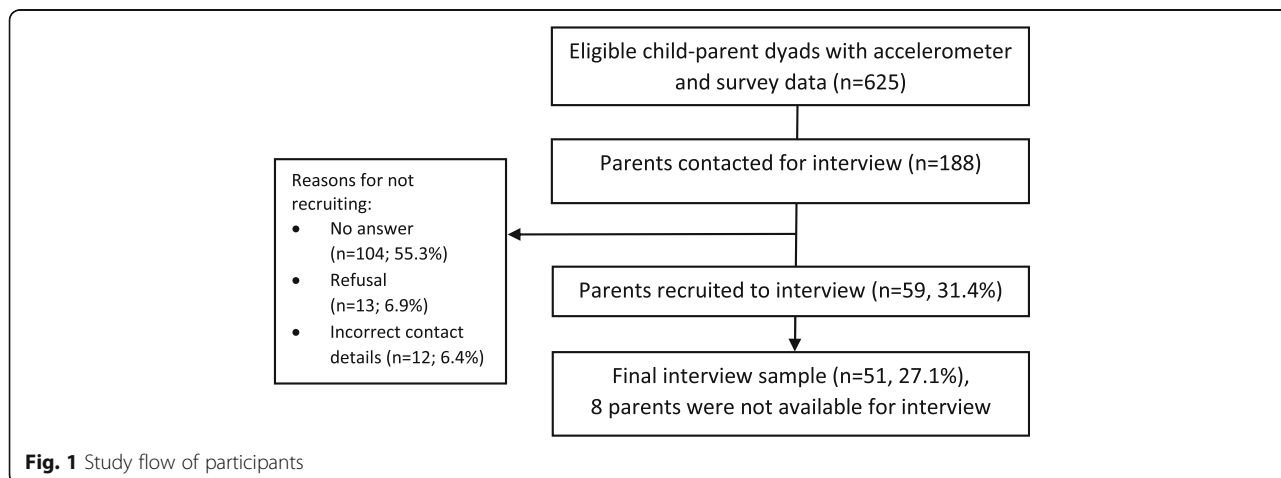 Eligible child-parent dyads with accelerometer
and survey data (n=625)
Parents contacted for interview (n=188)
Reasons for not
recruiting:
• No answer
(n=104; 55.3%)
• Refusal
(n=13; 6.9%)
• Incorrect contact
details (n=12; 6.4%)
Parents recruited to interview (n=59, 31.4%)
Final interview sample (n=51, 27.1%),
8 parents were not available for interview
Fig. 1 Study flow of participants